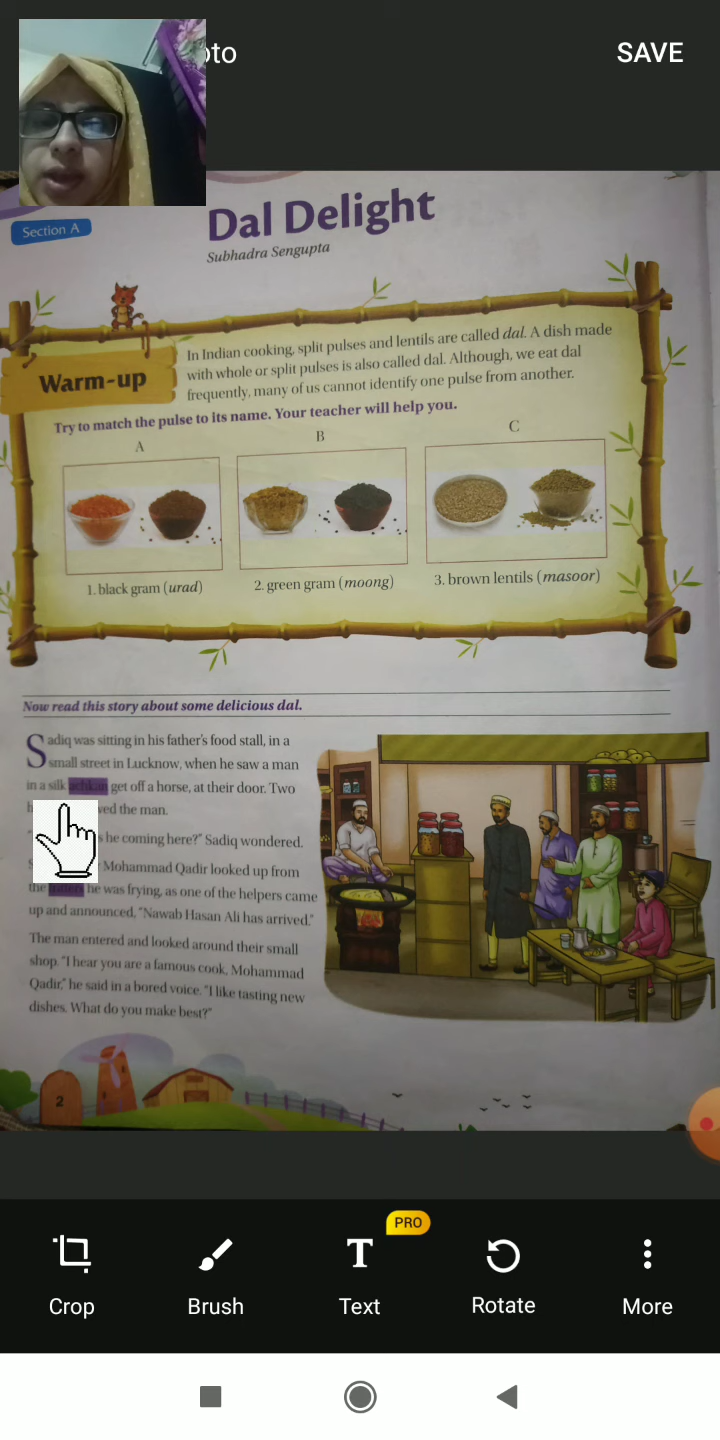 oto
SAVE
Section A
Dal Delight
Subhadra Sengupta
Warm-up
In Indian cooking, split pulses and lentils are called dal. A dish made
with whole or split pulses is also called dal. Although, we eat dal
frequently, many of us cannot identify one pulse from another.
Try to match the pulse to its name. Your teacher will help you.
A
B
C
1. black gram (urad)
2. green gram (moong)
3. brown lentils (masoor)
Now read this story about some delicious dal.
Sadiq was sitting in his father's food stall, in a
small street in Lucknow, when he saw a man
in a silk achkan get off a horse, at their door. Two
ved the man.
s he coming here?" Sadiq wondered.
Mohammad Qadir looked up from
the he was frying, as one of the helpers came
up and announced, "Nawab Hasan Ali has arrived."
The man entered and looked around their small
shop. "I hear you are a famous cook, Mohammad
Qadir," he said in a bored voice. "I like tasting new
dishes. What do you make best?"
2
PRO
Crop
Brush
T
Text
Rotate
More